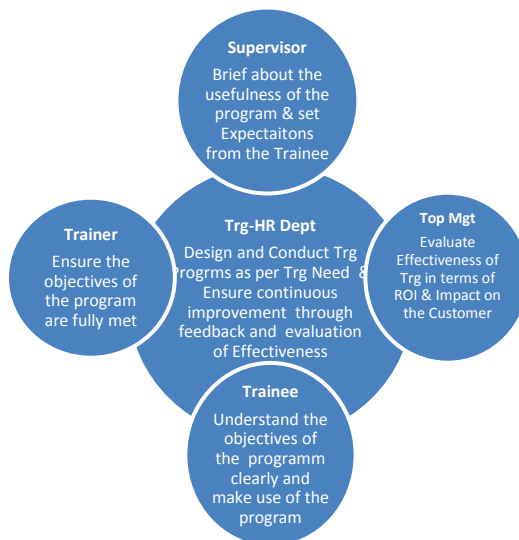 Supervisor
Brief about the
usefulness of the
program & set
Expectaitons
from the Trainee
Trainer
Ensure the
objectives of
the program
are fully met
Trg-HR Dept
Design and Conduct Trg
Progrms as per Trg Need &
Ensure continuous
improvement through
feedback and evaluation
of Effectiveness
Top Mgt
Evaluate
Effectiveness of
Trg in terms of
ROI & Impact on
the Customer
Trainee
Understand the
objectives of
the programm
clearly and
make use of the
program